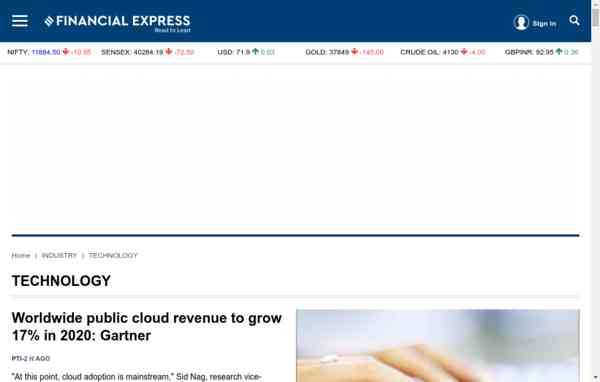 FINANCIAL EXPRESS
Read to Lead
Sign In
NIFTY: 11884.50 -10.95 SENSEX: 40284.19 -72.50 USD: 71.9 0.03 GOLD: 37849 -145.00 CRUDE OIL: 4130 -4.00 GBPINR: 92.95 0.36
Home | INDUSTRY | TECHNOLOGY
TECHNOLOGY
Worldwide public cloud revenue to grow
17% in 2020: Gartner
PTI-2 H AGO
"At this point, cloud adoption is mainstream," Sid Nag, research vice-